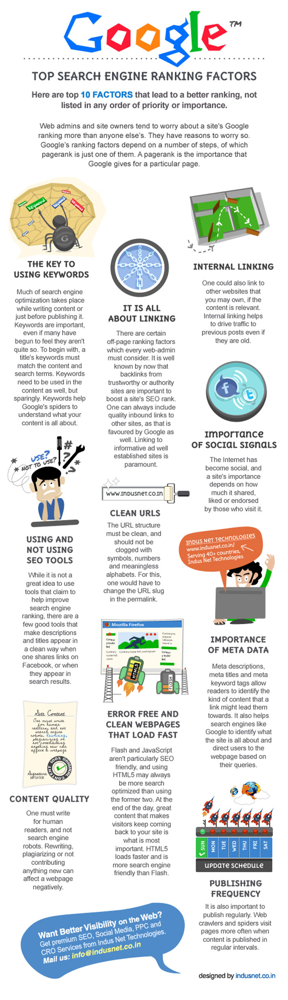 Google™
TOP SEARCH ENGINE RANKING FACTORS
Here are top 10 FACTORS that lead to a better ranking, not
listed in any order of priority or importance.
Web admins and site owners tend to worry about a site's Google
ranking more than anyone else's. They have reasons to worry so.
Google's ranking factors depend on a number of steps, of which
pagerank is just one of them. A pagerank is the importance that
Google gives for a particular page.
keyword
keyword
keyword
G
THE KEY TO
USING KEYWORDS
Much of search engine
optimization takes place
while writing content or
just before publishing it.
Keywords are important,
even if many have
begun to feel they aren't
quite so. To begin with, a
title's keywords must
match the content and
search terms. Keywords
need to be used in the
content as well, but
sparingly. Keywords help
Google's spiders to
understand what your
content is all about.
IT IS ALL
ABOUT LINKING
There are certain
off-page ranking factors
which every web-admin
must consider. It is well
known by now that
backlinks from
trustworthy or authority
sites are important to
boost a site's SEO rank.
One can always include
quality inbound links to
other sites, as that is
favoured by Google as
well. Linking to
informative ad well
established sites is
paramount.
INTERNAL LINKING
One could also link to
other websites that
you may own, if the
content is relevant.
Internal linking helps
to drive traffic to
previous posts even if
they are old.
f
t
IMPORTANCE
OF SOCIAL SIGNALS
The Internet has
become social, and
a site's importance
depends on how
much it shared,
liked or endorsed
by those who visit it.
USE?
NOT TO USE?
# ? ?
USING AND
NOT USING
SEO TOOLS
While it is not a
great idea to use
tools that claim to
help improve
search engine
ranking, there are a
few good tools that
make descriptions
and titles appear in
a clean way when
one shares links on
Facebook, or when
they appear in
search results.
WWW.INDUSNET.CO.IN
CLEAN URLS
The URL structure
must be clean, and
should not be
clogged with
symbols, numbers
and meaningless
alphabets. For this,
one would have to
change the URL slug
in the permalink.
INDUS NET TECHNOLOGIES
www.indusnet.co.in/
Serving 40+ countries,
Indus Net Technologies
IMPORTANCE
OF META DATA
Meta descriptions,
meta titles and meta
keyword tags allow
readers to identify the
kind of content that a
link might lead them
towards. It also helps
search engines like
Google to identify what
the site is all about and
direct users to the
webpage based on
their queries.
Mozilla Firefox
HTML5
FLASH
ERROR FREE AND
CLEAN WEBPAGES
THAT LOAD FAST
Flash and JavaScript
aren't particularly SEO
friendly, and using
HTML5 may always
be more search
optimized than using
the former two. At the
end of the day, great
content that makes
visitors keep coming
back to your site is
what is most
important. HTML5
loads faster and is
more search engine
friendly than Flash.
Site Content
One must write
for human
readers, and not
search engine
robots. Rewriting,
plagiarizing or
not contributing
anything new can
affect a webpage
Signature
100% ORIGINAL
CONTENT
CONTENT QUALITY
One must write
for human
readers, and not
search engine
robots. Rewriting,
plagiarizing or not
contributing
anything new can
affect a webpage
negatively.
SUN MON TUE WED THU FRI SAT
UPDATE SCHEDULE
PUBLISHING
FREQUENCY
It is also important to
publish regularly. Web
crawlers and spiders visit
pages more often when
content is published in
regular intervals.
Want Better Visibility on the Web?
Get premium SEO, Social Media, PPC and
CRO Services from Indus Net Technologies.
Mail us: info@indusnet.co.in
designed by indusnet.co.in